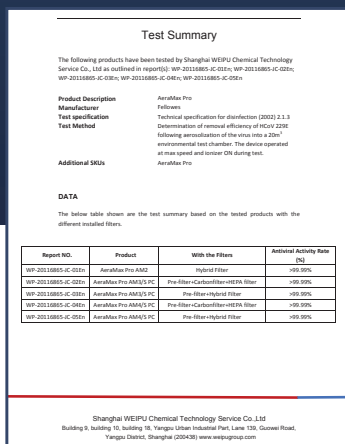 Test Summary
The following products have been tested by Shanghai WEIPU Chemical Technology
Service Co., Ltd as outlined in report(s): WP-20116865-JC-01En; WP-20116865-JC-02En;
WP-20116865-JC-03En; WP-20116865-JC-04En; WP-20116865-JC-05En
Product Description AeraMax Pro
Manufacturer Fellowes
Test specification Technical specification for disinfection (2002) 2.1.3
Test Method Determination of removal efficiency of HCoV 229E
following aerosolization of the virus into a 20m³
environmental test chamber. The device operated
at max speed and ionizer ON during test.
Additional SKUs AeraMax Pro
DATA
The below table shown are the test summary based on the tested products with the
different installed filters.
Report NO. Product With the Filters Antiviral Activity Rate
(%)
WP-20116865-JC-01En AeraMax Pro AM2 Hybrid Filter >99.99%
WP-20116865-JC-02En AeraMax Pro AM3/S PC Pre-filter+Carbonfilter+HEPA filter >99.99%
WP-20116865-JC-03En AeraMax Pro AM3/S PC Pre-filter+Hybrid Filter >99.99%
WP-20116865-JC-04En AeraMax Pro AM4/S PC Pre-filter+Carbonfilter+HEPA filter >99.99%
WP-20116865-JC-05En AeraMax Pro AM4/S PC Pre-filter+Hybrid Filter >99.99%
Shanghai WEIPU Chemical Technology Service Co.,Ltd
Building 9, building 10, building 18, Yangpu Urban Industrial Part, Lane 139, Guowei Road,
Yangpu District, Shanghai (200438) www.weipugroup.com